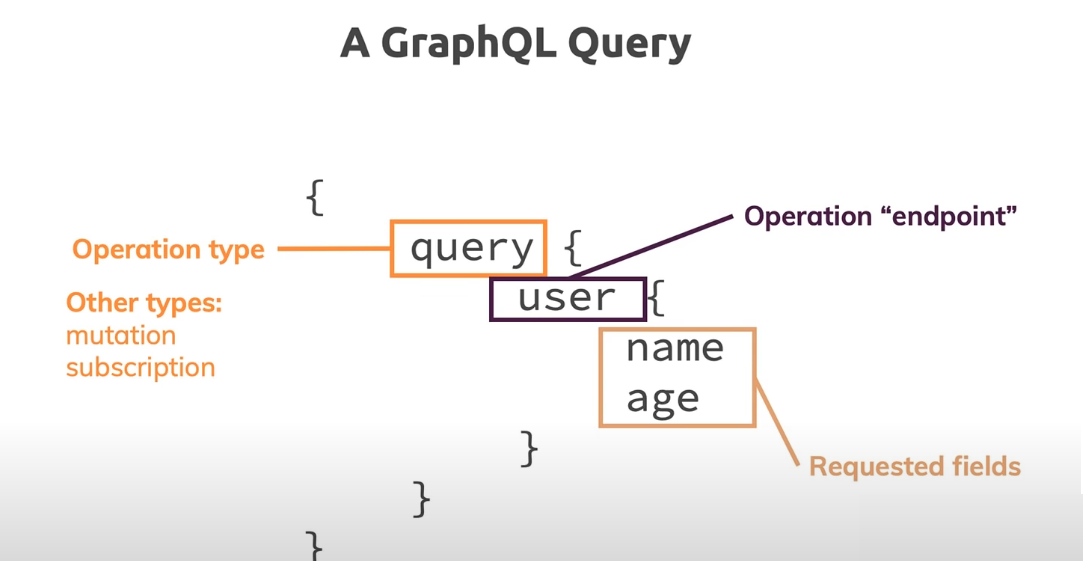 A GraphQL Query
{
Operation "endpoint"
Operation type
query {
Other types:
user {
mutation
name
subscription
age
}
Requested fields
}
}